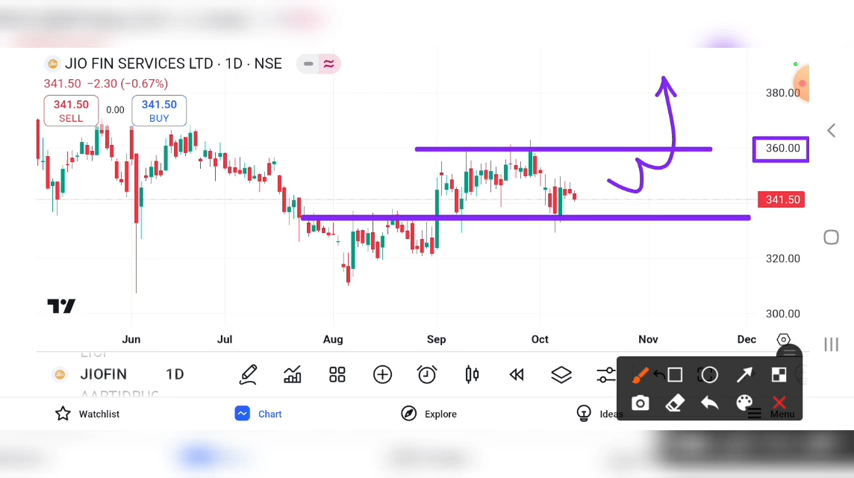 JIO FIN SERVICES LTD · 1D · NSE
341.50 −2.30 (−0.67%)
341.50
SELL
0.00
341.50
BUY
380.00
360.00
341.50
320.00
300.00
Jun Jul Aug Sep Oct Nov Dec
JIOFIN 1D
Watchlist Chart Explore Ideas Menu